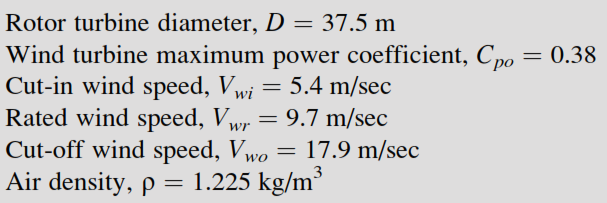 Rotor turbine diameter, D = 37.5 m
Wind turbine maximum power coefficient, Cpo = 0.38
Cut-in wind speed, Vwi = 5.4 m/sec
Rated wind speed, Vwr = 9.7 m/sec
Cut-off wind speed, Vwo = 17.9 m/sec
Air density, ρ = 1.225 kg/m³